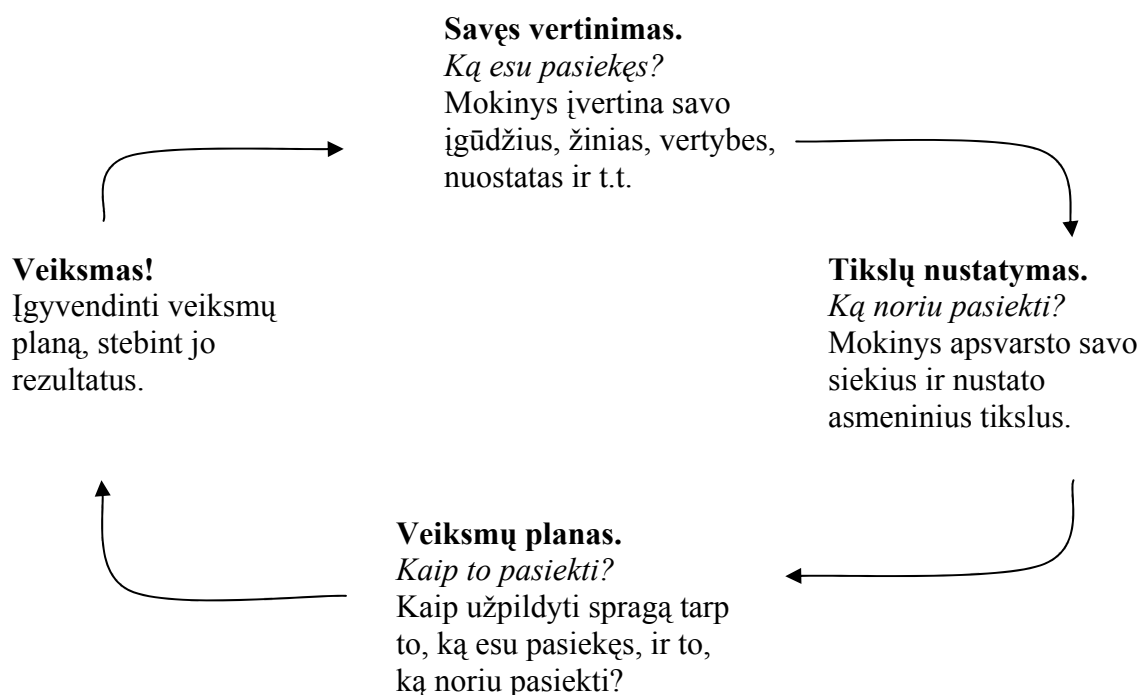 Savęs vertinimas.
Ką esu pasiekęs?
Mokinys įvertina savo
įgūdžius, žinias, vertybes,
nuostatas ir t.t.
Tikslų nustatymas.
Ką noriu pasiekti?
Mokinys apsvarsto savo
siekius ir nustato
asmeninius tikslus.
Veiksmų planas.
Kaip to pasiekti?
Kaip užpildyti spragą tarp
to, ką esu pasiekęs, ir to,
ką noriu pasiekti?
Veiksmas!
Įgyvendinti veiksmų
planą, stebint jo
rezultatus.